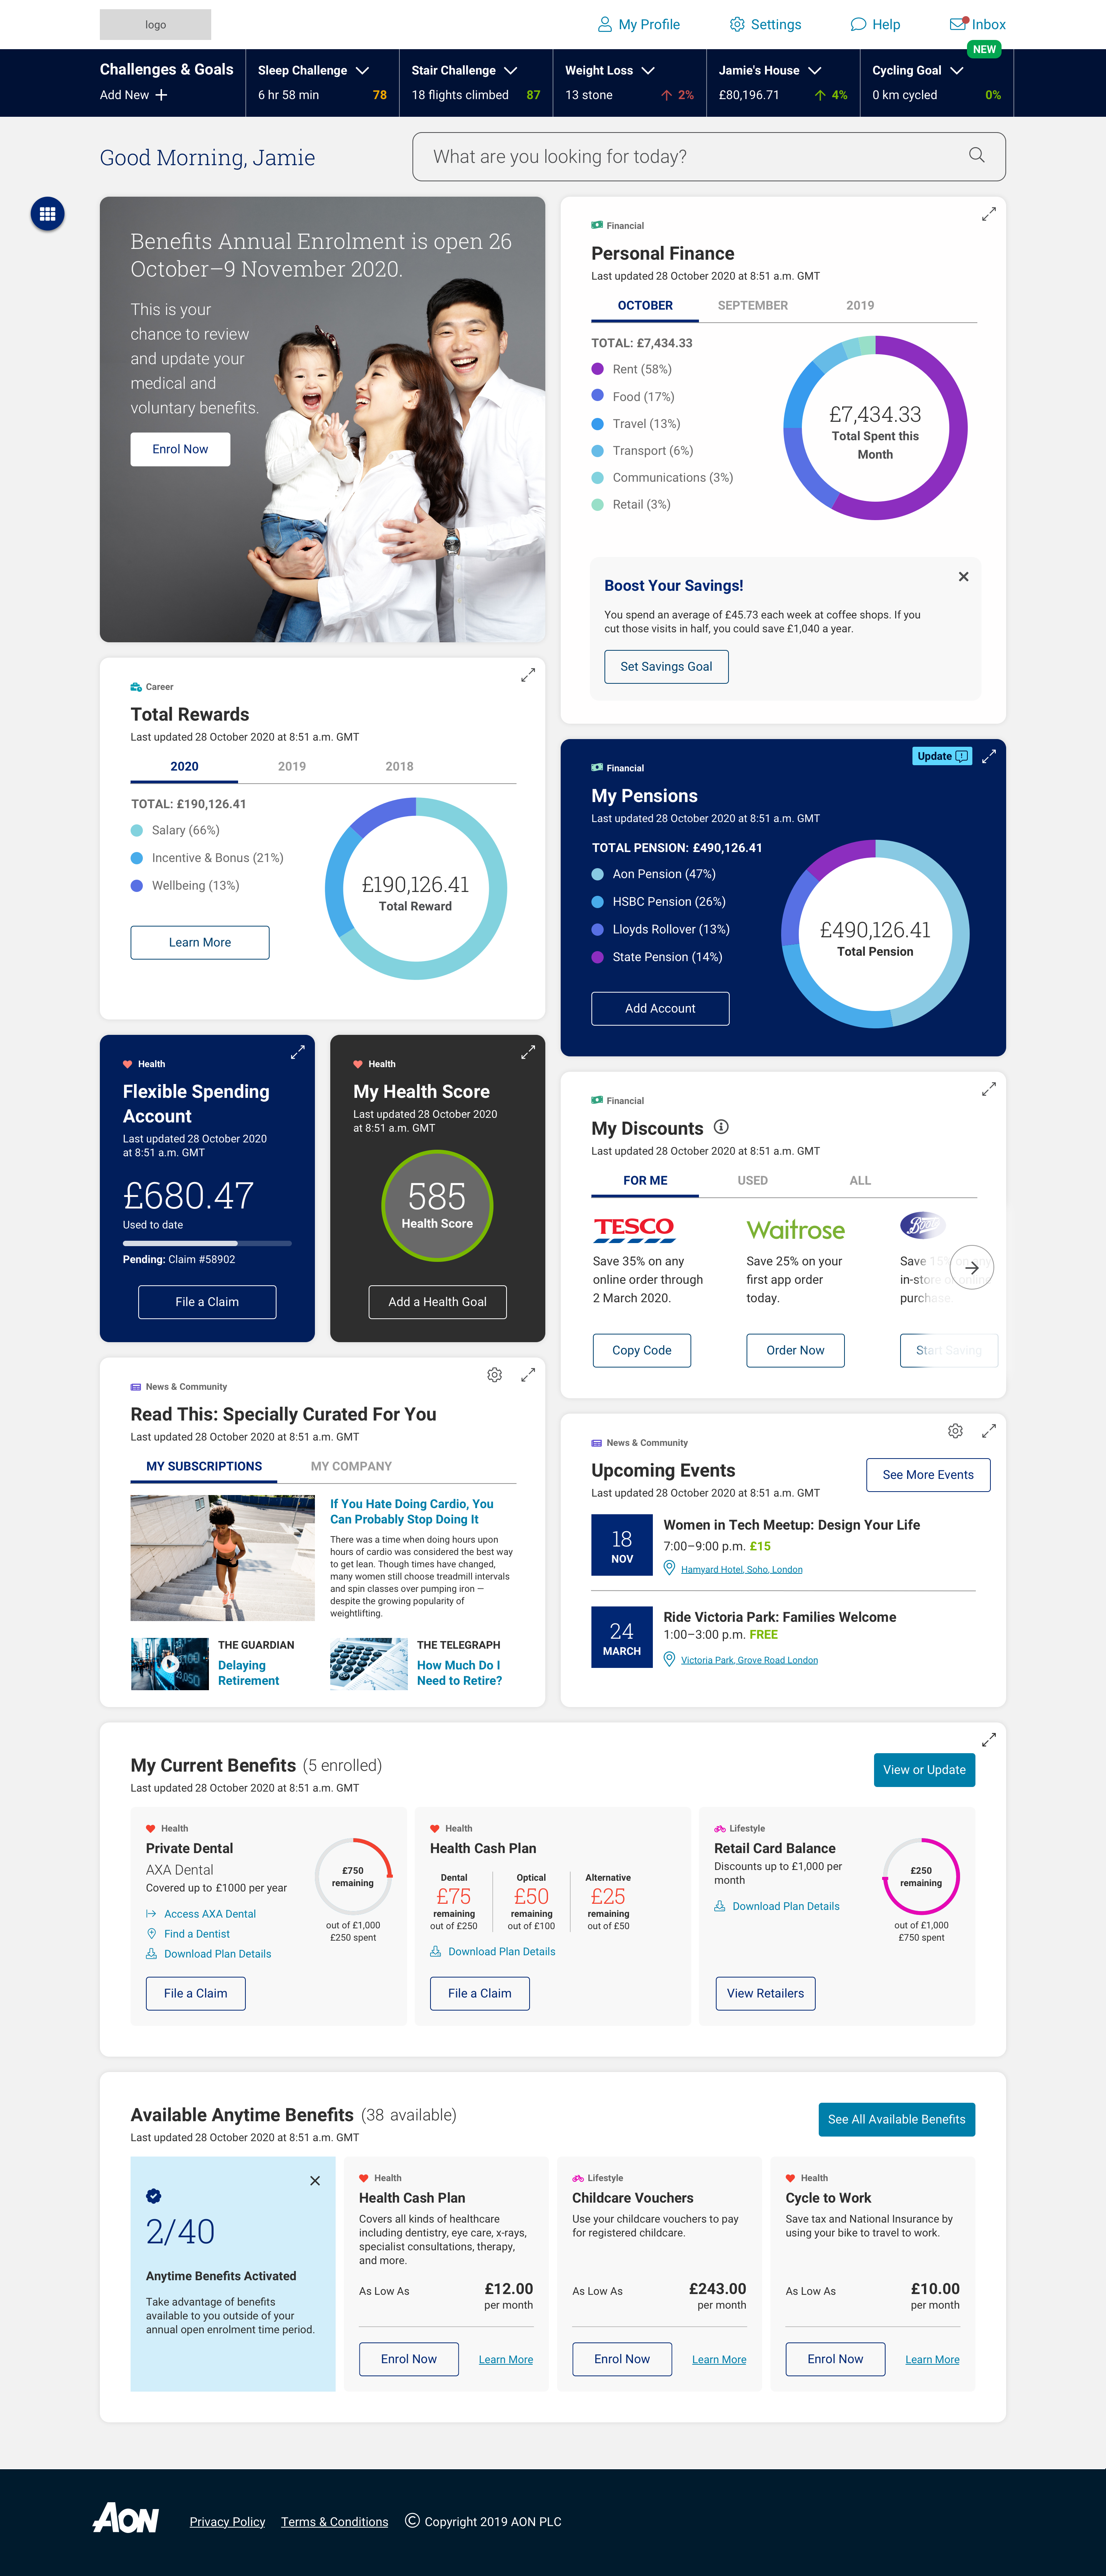 logo
My Profile
Settings
Help
Inbox
NEW
Challenges & Goals
Add New
Sleep Challenge
6 hr 58 min 78
Stair Challenge
18 flights climbed 87
Weight Loss
13 stone 2%
Jamie's House
£80,196.71 4%
Cycling Goal
0 km cycled 0%
Good Morning, Jamie
What are you looking for today?
Benefits Annual Enrolment is open 26
October–9 November 2020.
This is your
chance to review
and update your
medical and
voluntary benefits.
Enrol Now
Financial
Personal Finance
Last updated 28 October 2020 at 8:51 a.m. GMT
OCTOBER SEPTEMBER 2019
TOTAL: £7,434.33
Rent (58%)
Food (17%)
Travel (13%)
Transport (6%)
Communications (3%)
Retail (3%)
£7,434.33
Total Spent this
Month
Boost Your Savings!
You spend an average of £45.73 each week at coffee shops. If you
cut those visits in half, you could save £1,040 a year.
Set Savings Goal
Career
Total Rewards
Last updated 28 October 2020 at 8:51 a.m. GMT
2020 2019 2018
TOTAL: £190,126.41
Salary (66%)
Incentive & Bonus (21%)
Wellbeing (13%)
£190,126.41
Total Reward
Learn More
Update
Financial
My Pensions
Last updated 28 October 2020 at 8:51 a.m. GMT
TOTAL PENSION: £490,126.41
Aon Pension (47%)
HSBC Pension (26%)
Lloyds Rollover (13%)
State Pension (14%)
£490,126.41
Total Pension
Add Account
Health
Flexible Spending
Account
Last updated 28 October 2020
at 8:51 a.m. GMT
£680.47
Used to date
Pending: Claim #58902
File a Claim
Health
My Health Score
Last updated 28 October 2020
at 8:51 a.m. GMT
585
Health Score
Add a Health Goal
Financial
My Discounts
Last updated 28 October 2020 at 8:51 a.m. GMT
FOR ME USED ALL
TESCO
Save 35% on any
online order through
2 March 2020.
Copy Code
Waitrose
Save 25% on your
first app order
today.
Order Now
Boots
Save 15% on any
in-store or online
purchase.
Start Saving
News & Community
Read This: Specially Curated For You
Last updated 28 October 2020 at 8:51 a.m. GMT
MY SUBSCRIPTIONS MY COMPANY
If You Hate Doing Cardio, You
Can Probably Stop Doing It
There was a time when doing hours upon
hours of cardio was considered the best way
to get lean. Though times have changed,
many women still choose treadmill intervals
and spin classes over pumping iron —
despite the growing popularity of
weightlifting.
THE GUARDIAN
Delaying
Retirement
THE TELEGRAPH
How Much Do I
Need to Retire?
News & Community
Upcoming Events
Last updated 28 October 2020 at 8:51 a.m. GMT
See More Events
18
NOV
Women in Tech Meetup: Design Your Life
7:00–9:00 p.m. £15
Hamyard Hotel, Soho, London
24
MARCH
Ride Victoria Park: Families Welcome
1:00–3:00 p.m. FREE
Victoria Park, Grove Road London
My Current Benefits (5 enrolled)
Last updated 28 October 2020 at 8:51 a.m. GMT
View or Update
Health
Private Dental
AXA Dental
Covered up to £1000 per year
Access AXA Dental
Find a Dentist
Download Plan Details
£750
remaining
out of £1,000
£250 spent
File a Claim
Health
Health Cash Plan
Dental
£75
remaining
out of £250
Optical
£50
remaining
out of £100
Alternative
£25
remaining
out of £50
Download Plan Details
File a Claim
Lifestyle
Retail Card Balance
Discounts up to £1,000 per
month
Download Plan Details
£250
remaining
out of £1,000
£750 spent
View Retailers
Available Anytime Benefits (38 available)
Last updated 28 October 2020 at 8:51 a.m. GMT
See All Available Benefits
2/40
Anytime Benefits Activated
Take advantage of benefits
available to you outside of your
annual open enrolment time period.
Health
Health Cash Plan
Covers all kinds of healthcare
including dentistry, eye care, x-rays,
specialist consultations, therapy,
and more.
As Low As £12.00
per month
Enrol Now Learn More
Lifestyle
Childcare Vouchers
Use your childcare vouchers to pay
for registered childcare.
As Low As £243.00
per month
Enrol Now Learn More
Health
Cycle to Work
Save tax and National Insurance by
using your bike to travel to work.
As Low As £10.00
per month
Enrol Now Learn More
AON
Privacy Policy Terms & Conditions © Copyright 2019 AON PLC